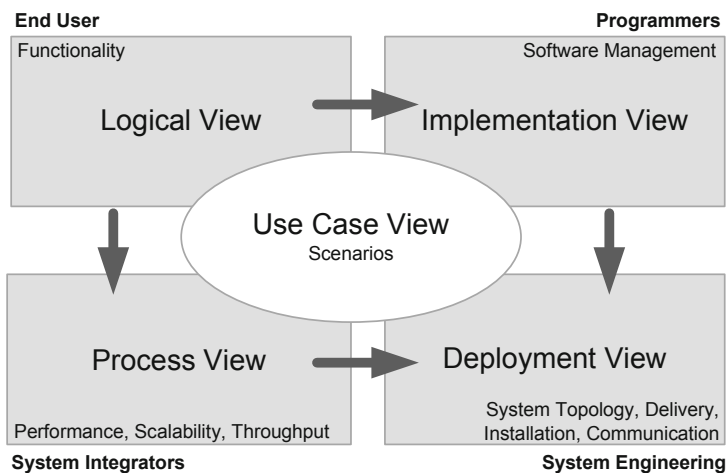 End User
Programmers
Functionality
Software Management
Logical View
Implementation View
Use Case View
Scenarios
Process View
Deployment View
Performance, Scalability, Throughput
System Topology, Delivery,
Installation, Communication
System Integrators
System Engineering